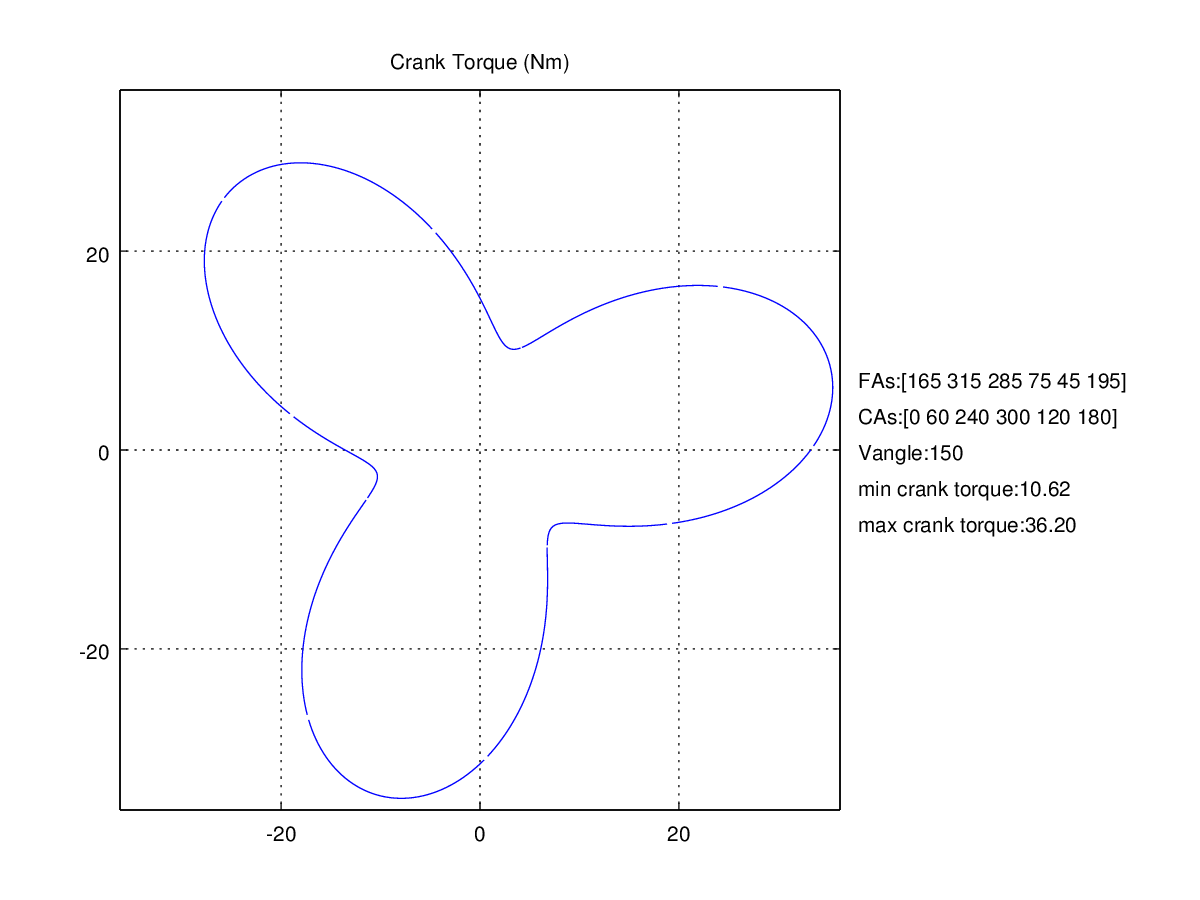 Crank Torque (Nm)
20
0
-20
-20 0 20
FAs:[165 315 285 75 45 195]
CAs:[0 60 240 300 120 180]
Vangle:150
min crank torque:10.62
max crank torque:36.20